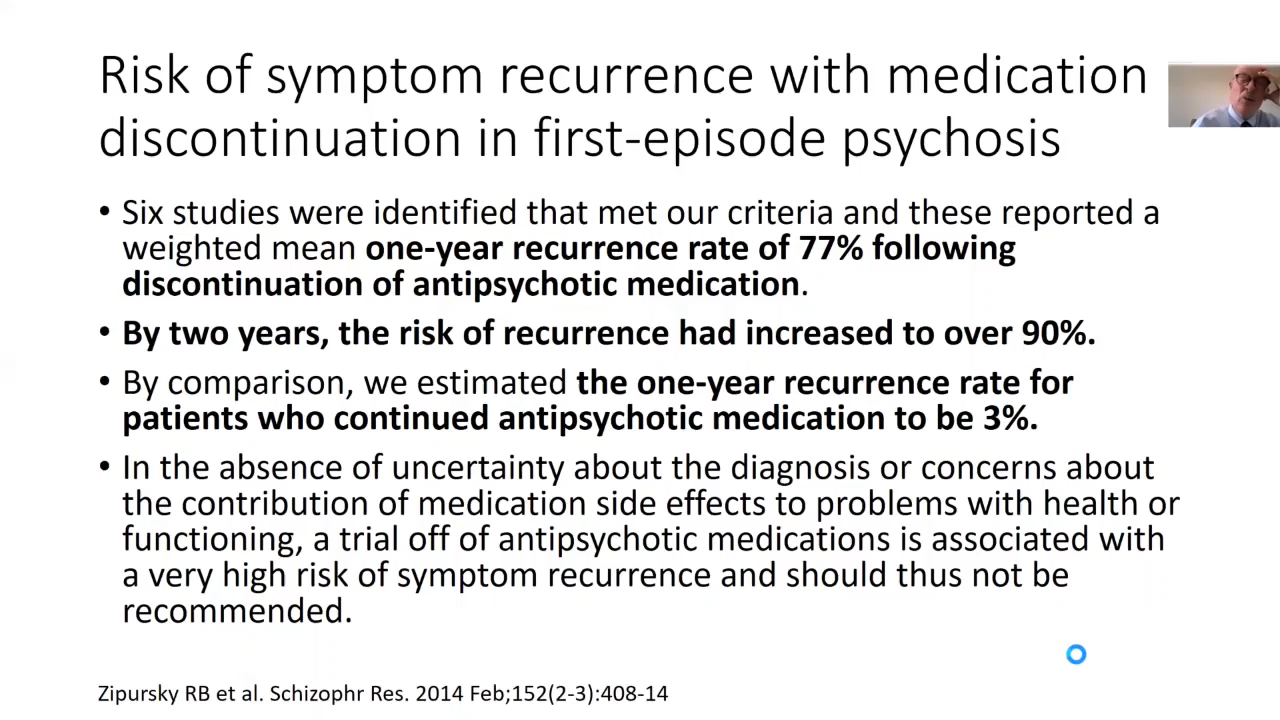 Risk of symptom recurrence with medication
discontinuation in first-episode psychosis
• Six studies were identified that met our criteria and these reported a
weighted mean one-year recurrence rate of 77% following
discontinuation of antipsychotic medication.
• By two years, the risk of recurrence had increased to over 90%.
• By comparison, we estimated the one-year recurrence rate for
patients who continued antipsychotic medication to be 3%.
• In the absence of uncertainty about the diagnosis or concerns about
the contribution of medication side effects to problems with health or
functioning, a trial off of antipsychotic medications is associated with
a very high risk of symptom recurrence and should thus not be
recommended.
Zipursky RB et al. Schizophr Res. 2014 Feb;152(2-3):408-14